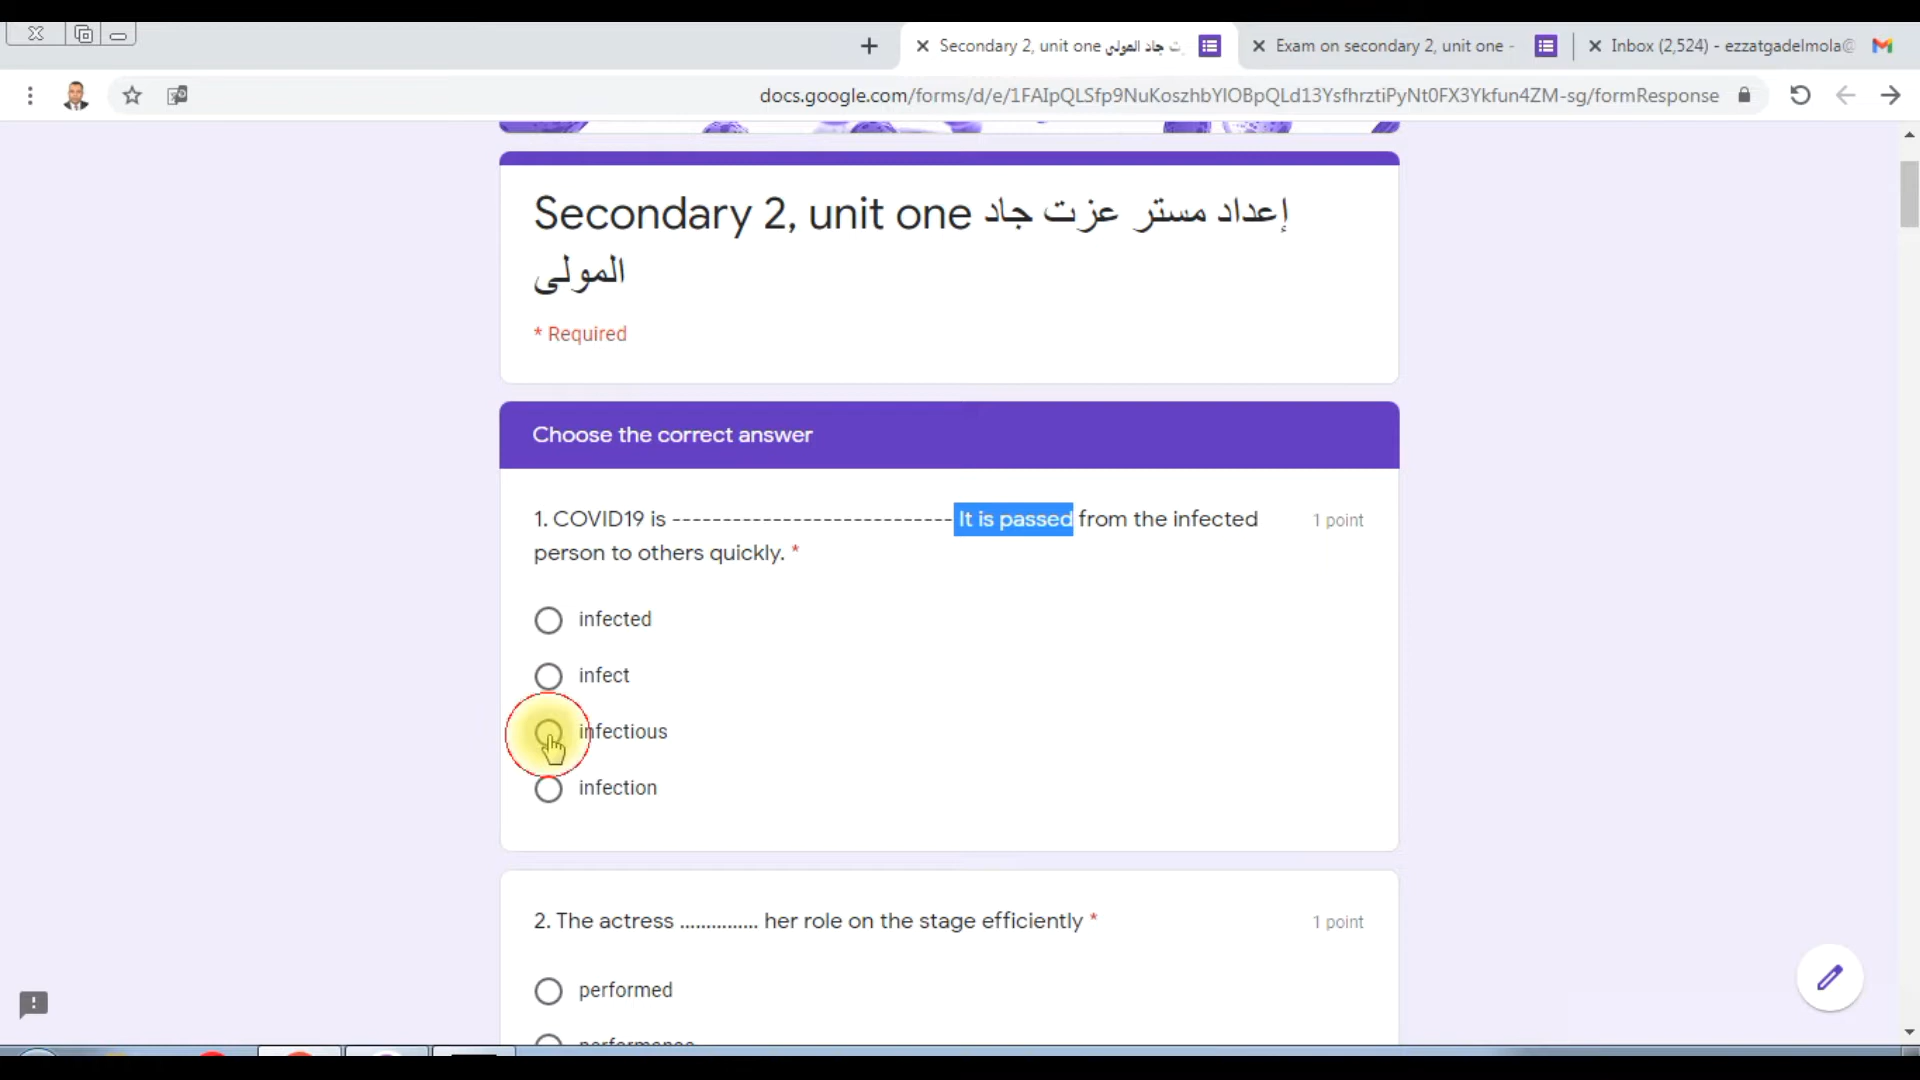 Secondary 2, unit one ت جاد المولى
Exam on secondary 2, unit one -
Inbox (2,524) - ezzatgadelmola@
docs.google.com/forms/d/e/1FAIpQLSfp9NuKoszhbYlOBpQLd13YsfhrztiPyNt0FX3Ykfun4ZM-sg/formResponse
Secondary 2, unit one إعداد مستر عزت جاد
المولى
* Required
Choose the correct answer
1. COVID19 is ---------------------------- It is passed from the infected 1 point
person to others quickly. *
infected
infect
infectious
infection
2. The actress ............... her role on the stage efficiently * 1 point
performed
performance